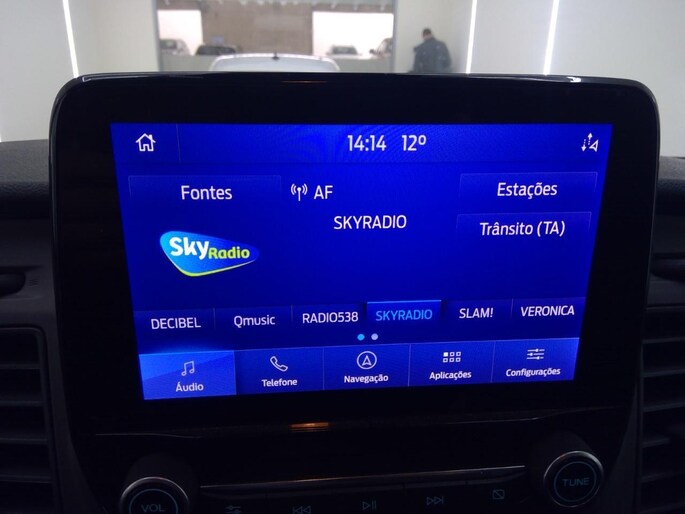 14:14 12º
Fontes
AF
Estações
SKYRADIO
Trânsito (TA)
Sky Radio
DECIBEL
Qmusic
RADIO538
SKYRADIO
SLAM!
VERONICA
Áudio
Telefone
Navegação
Aplicações
Configurações
VOL
TUNE